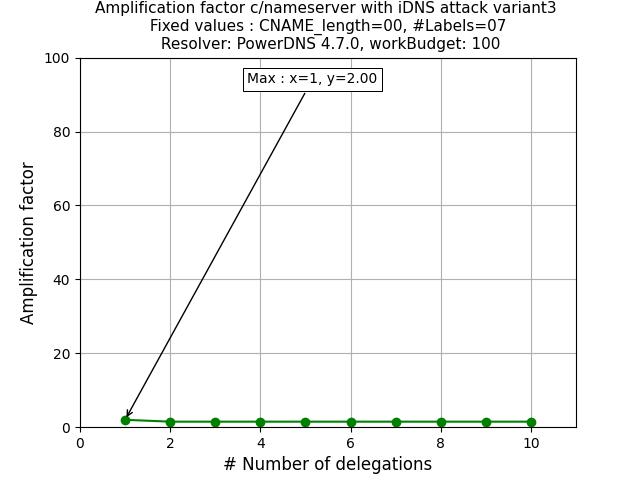 Amplification factor c/nameserver with iDNS attack variant3
Fixed values : CNAME_length=00, #Labels=07
Resolver: PowerDNS 4.7.0, workBudget: 100
Max : x=1, y=2.00
Amplification factor
100
80
60
40
20
0
0 2 4 6 8 10
# Number of delegations